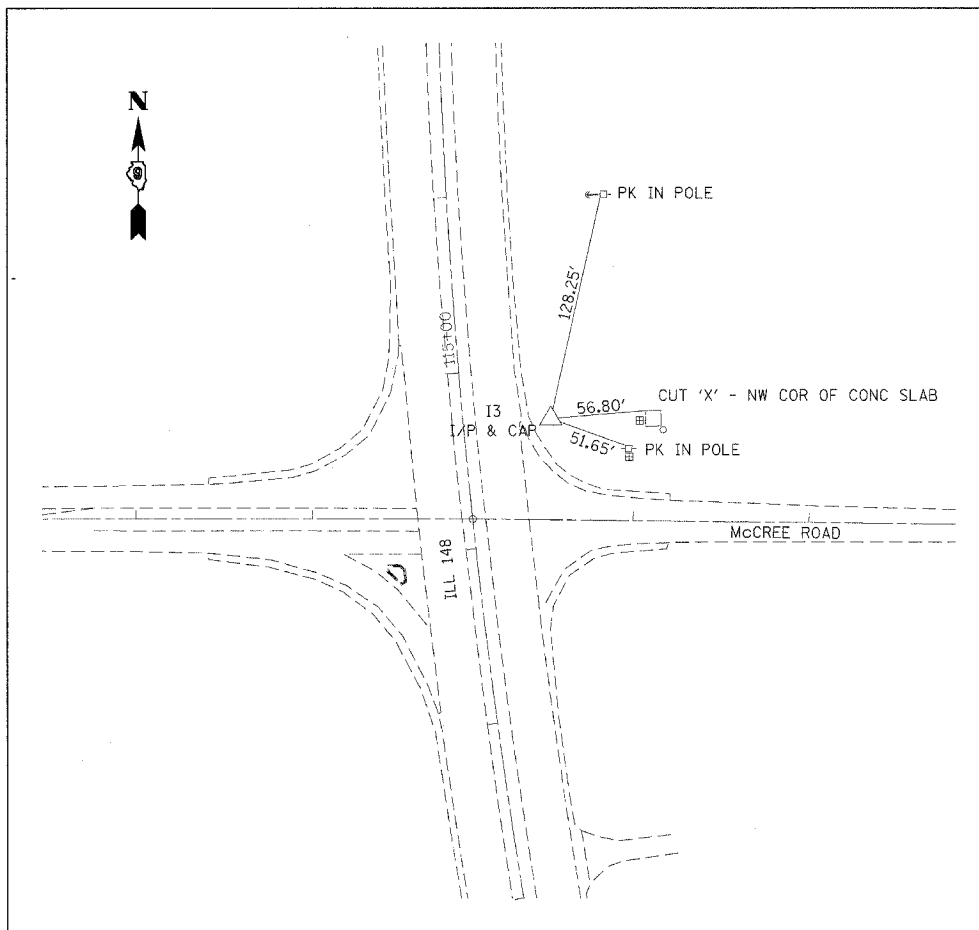 N
PK IN POLE
128.25'
115+00
CUT 'X' - NW COR OF CONC SLAB
56.80'
I3
I/P & CAP
51.65'
PK IN POLE
McCREE ROAD
ILL 148